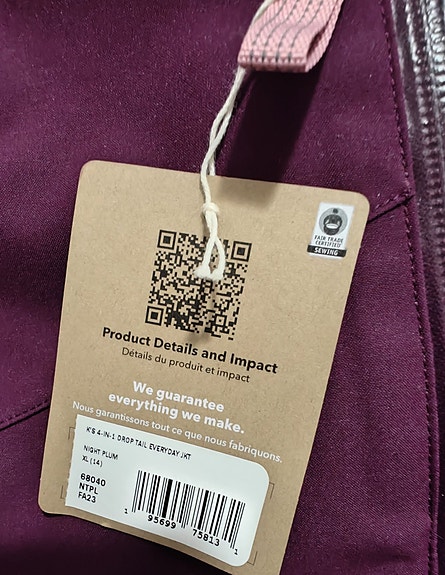 FAIR TRADE
CERTIFIED
SEWING
Product Details and Impact
Détails du produit et impact
We guarantee
everything we make.
Nous garantissons tout ce que nous fabriquons.
K'S 4-IN-1 DROP TAIL EVERYDAY JKT
NIGHT PLUM
XL (14)
68040
NTPL
FA23
1 95699 75813 1